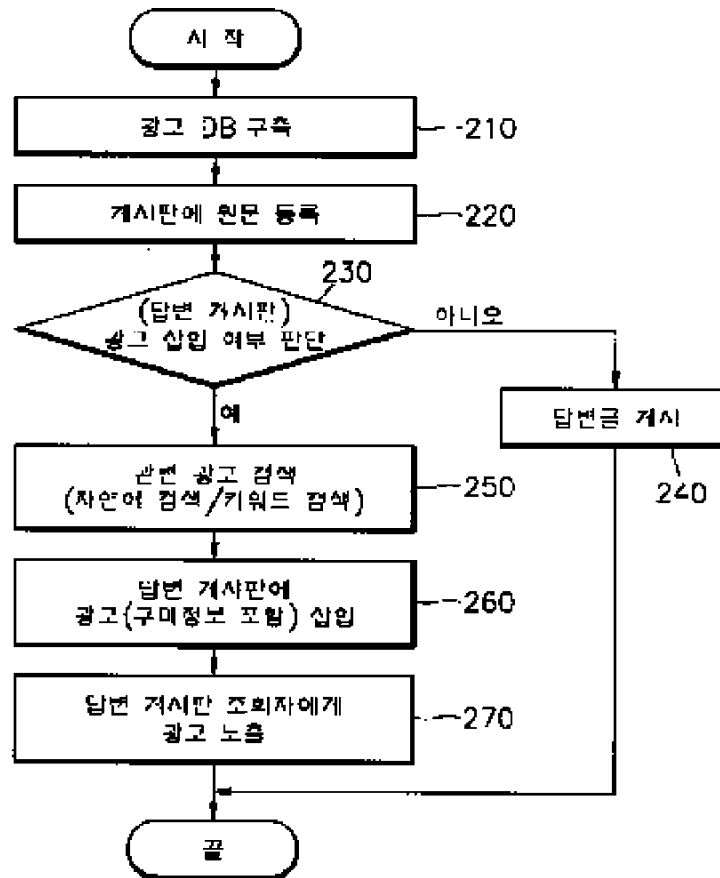 시 작
광고 DB 구축
210
게시판에 원문 등록
220
230
(답변 게시판)
광고 삽입 여부 판단
아니오
예
답변글 게시
240
관련 광고 검색
(자연어 검색/키워드 검색)
250
답변 게시판에
광고(구매정보 포함) 삽입
260
답변 게시판 조회자에게
광고 노출
270
끝